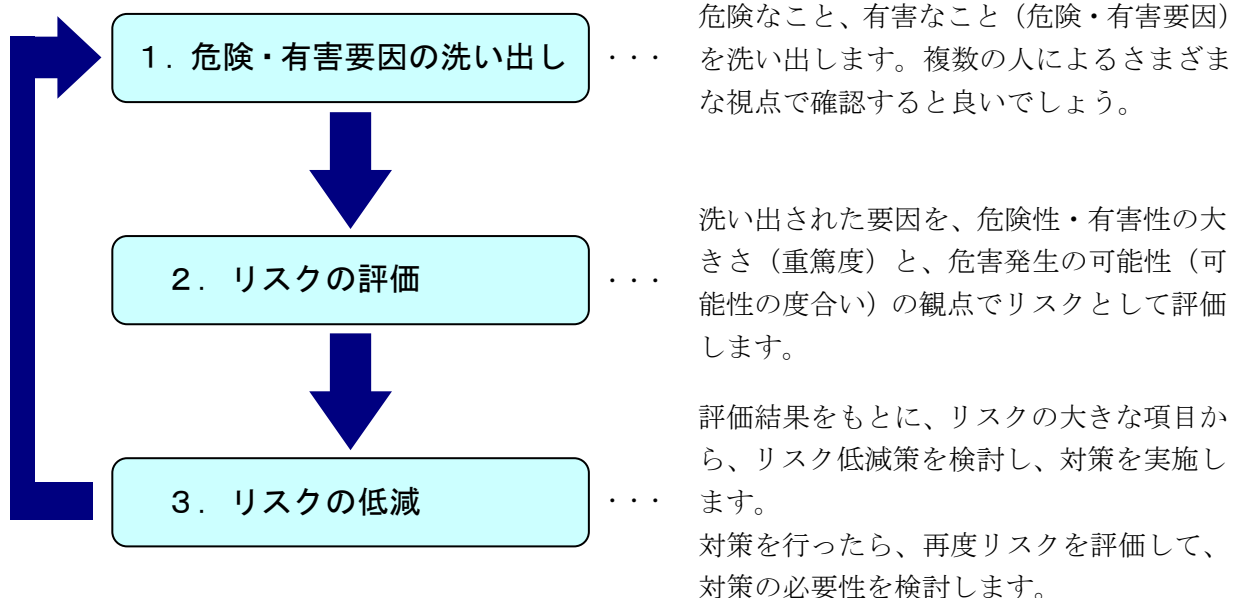 １．危険・有害要因の洗い出し
・・・
危険なこと、有害なこと（危険・有害要因）
を洗い出します。複数の人によるさまざま
な視点で確認すると良いでしょう。
２．リスクの評価
・・・
洗い出された要因を、危険性・有害性の大
きさ（重篤度）と、危害発生の可能性（可
能性の度合い）の観点でリスクとして評価
します。
３．リスクの低減
・・・
評価結果をもとに、リスクの大きな項目か
ら、リスク低減策を検討し、対策を実施し
ます。
対策を行ったら、再度リスクを評価して、
対策の必要性を検討します。